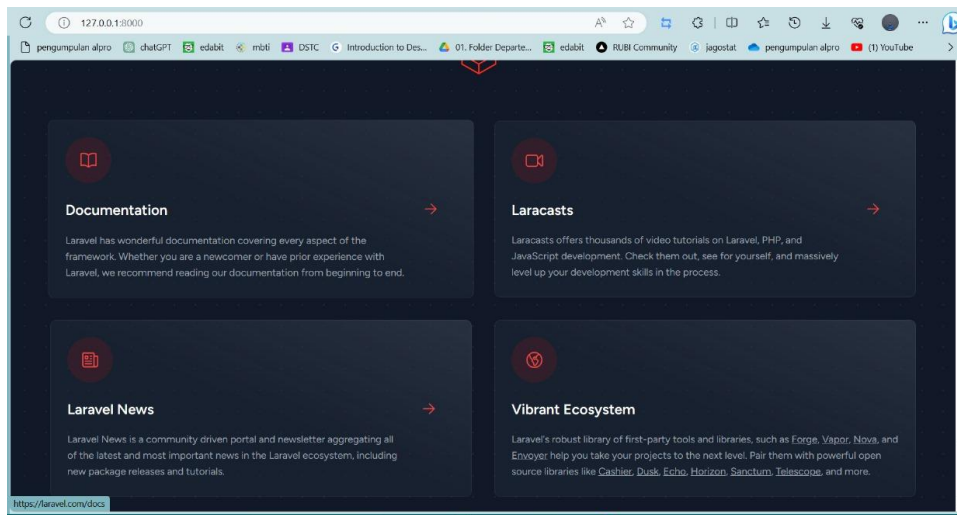 127.0.0.1:8000
pengumpulan alpro chatGPT edabit mbti DSTC Introduction to Des... 01. Folder Departe... edabit RUBI Community jagostat pengumpulan alpro (1) YouTube
Documentation
Laravel has wonderful documentation covering every aspect of the
framework. Whether you are a newcomer or have prior experience with
Laravel, we recommend reading our documentation from beginning to end.
Laracasts
Laracasts offers thousands of video tutorials on Laravel, PHP, and
JavaScript development. Check them out, see for yourself, and massively
level up your development skills in the process.
Laravel News
Laravel News is a community driven portal and newsletter aggregating all
of the latest and most important news in the Laravel ecosystem, including
new package releases and tutorials.
Vibrant Ecosystem
Laravel's robust library of first-party tools and libraries, such as Forge, Vapor, Nova, and
Envoyer help you take your projects to the next level. Pair them with powerful open
source libraries like Cashier, Dusk, Echo, Horizon, Sanctum, Telescope, and more.
https://laravel.com/docs